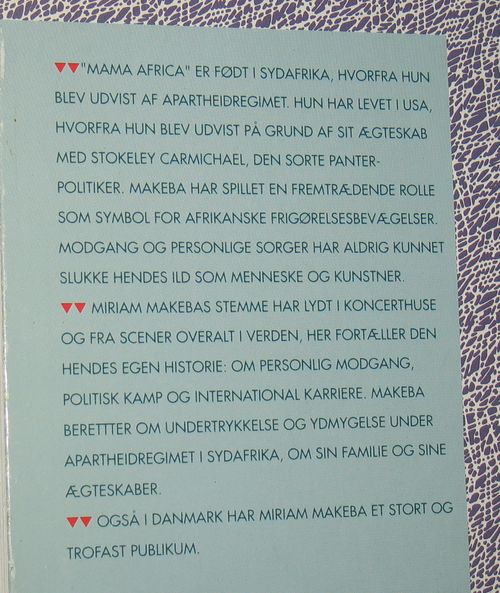 "MAMA AFRICA" ER FØDT I SYDAFRIKA, HVORFRA HUN
BLEV UDVIST AF APARTHEIDREGIMET. HUN HAR LEVET I USA,
HVORFRA HUN BLEV UDVIST PÅ GRUND AF SIT ÆGTESKAB
MED STOKELEY CARMICHAEL, DEN SORTE PANTER-
POLITIKER. MAKEBA HAR SPILLET EN FREMTRÆDENDE ROLLE
SOM SYMBOL FOR AFRIKANSKE FRIGØRELSESBEVÆGELSER.
MODGANG OG PERSONLIGE SORGER HAR ALDRIG KUNNET
SLUKKE HENDES ILD SOM MENNESKE OG KUNSTNER.
MIRIAM MAKEBAS STEMME HAR LYDT I KONCERTHUSE
OG FRA SCENER OVERALT I VERDEN, HER FORTÆLLER DEN
HENDES EGEN HISTORIE: OM PERSONLIG MODGANG,
POLITISK KAMP OG INTERNATIONAL KARRIERE. MAKEBA
BERETTTER OM UNDERTRYKKELSE OG YDMYGELSE UNDER
APARTHEIDREGIMET I SYDAFRIKA, OM SIN FAMILIE OG SINE
ÆGTESKABER.
OGSÅ I DANMARK HAR MIRIAM MAKEBA ET STORT OG
TROFAST PUBLIKUM.